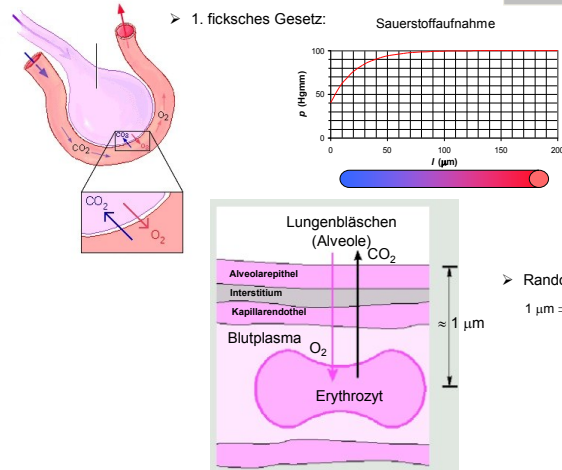 ➢ 1. ficksches Gesetz:
Sauerstoffaufnahme
p (Hgmm)
100
50
0
0 50 100 150 200
l (µm)
CO2
O2
CO2
O2
CO2
O2
Lungenbläschen
(Alveole)
CO2
Alveolarepithel
Interstitium
Kapillarendothel
Blutplasma
O2
Erythrozyt
≈ 1 µm
➢
1 µm =